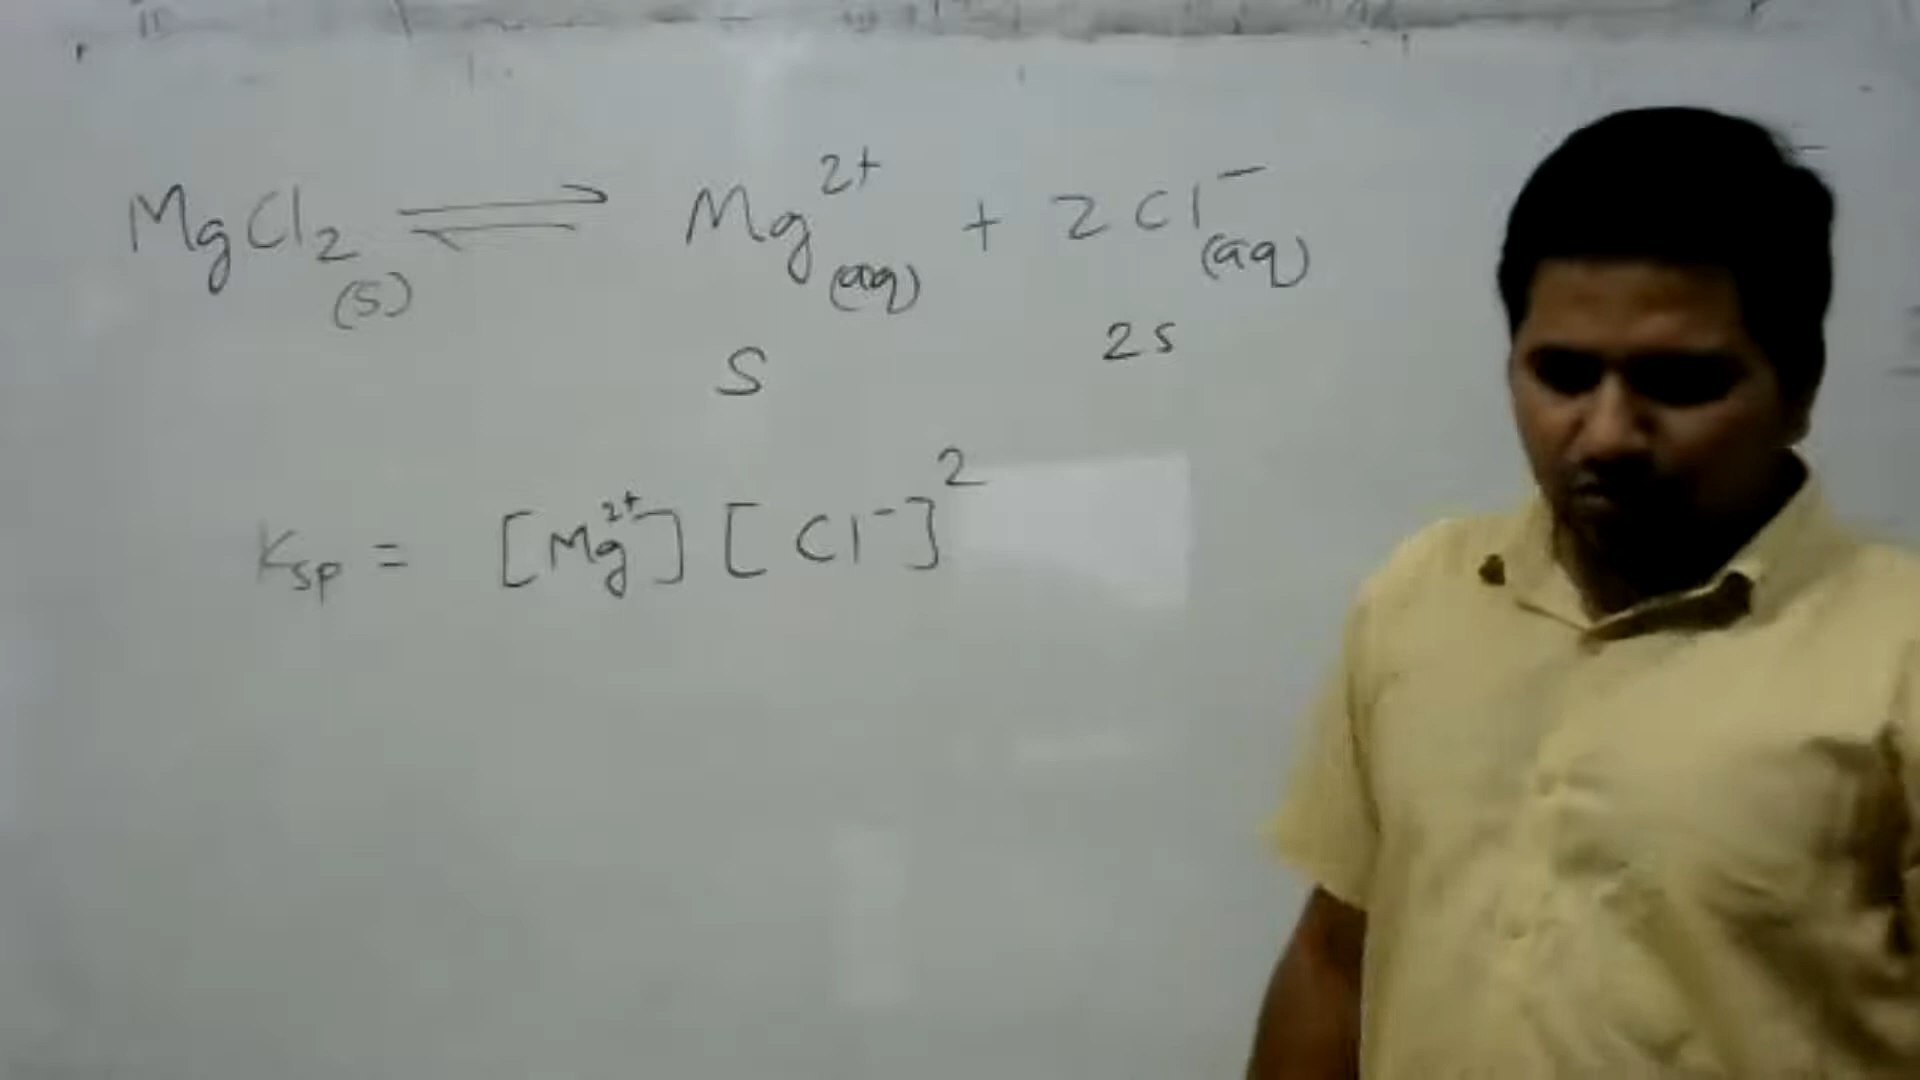 MgCl₂(s) ⇌ Mg²⁺(aq) + 2Cl⁻(aq)
S 2s
Ksp = [Mg²⁺][Cl⁻]²